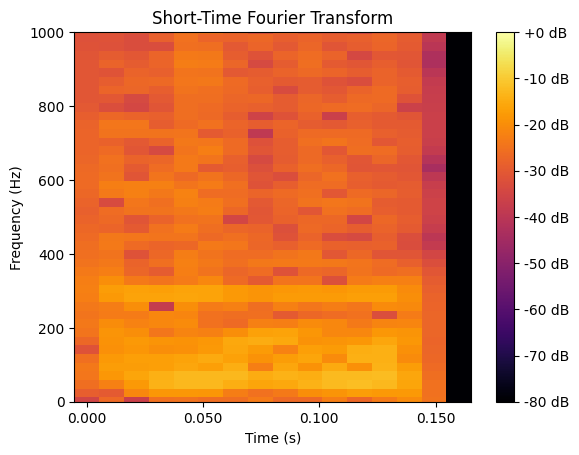 Short-Time Fourier Transform
1000
800
600
400
200
0
Frequency (Hz)
0.000
0.050
0.100
0.150
Time (s)
+0 dB
-10 dB
-20 dB
-30 dB
-40 dB
-50 dB
-60 dB
-70 dB
-80 dB